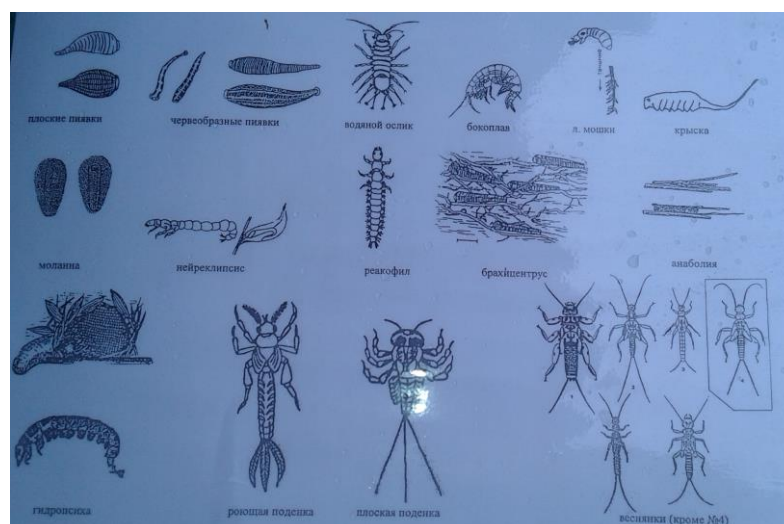 плоские пиявки
червеобразные пиявки
водяной ослик
бокоплав
л. мошки
крыска
моланна
нейреклипсис
реакофил
брахицентрус
анаболия
гидропсиха
роющая поденка
плоская поденка
веснянки (кроме №4)